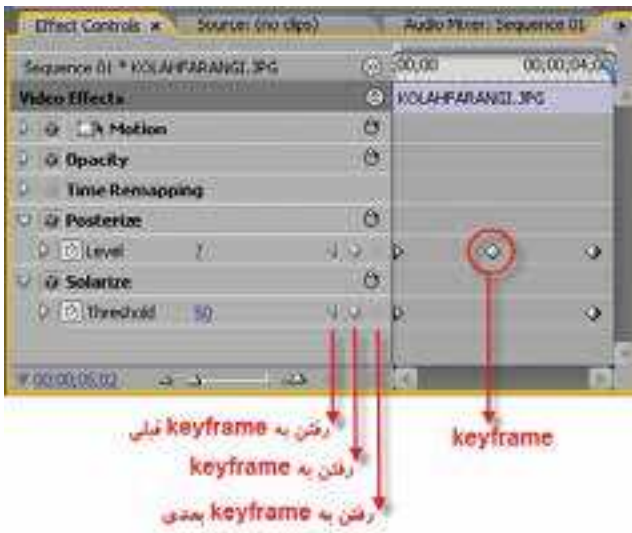 Effect Controls × Source: (no clips) Audio Mixer: Sequence 01
Sequence 01 * KOLAHFARANGI.JPG 00;00 00;00;04;00
Video Effects KOLAHFARANGI.JPG
Motion
Opacity
Time Remapping
Posterize
Level 7
Solarize
Threshold 50
00;00;05;02
رفتن به keyframe قبلی
keyframe
رفتن به keyframe
رفتن به keyframe بعدی